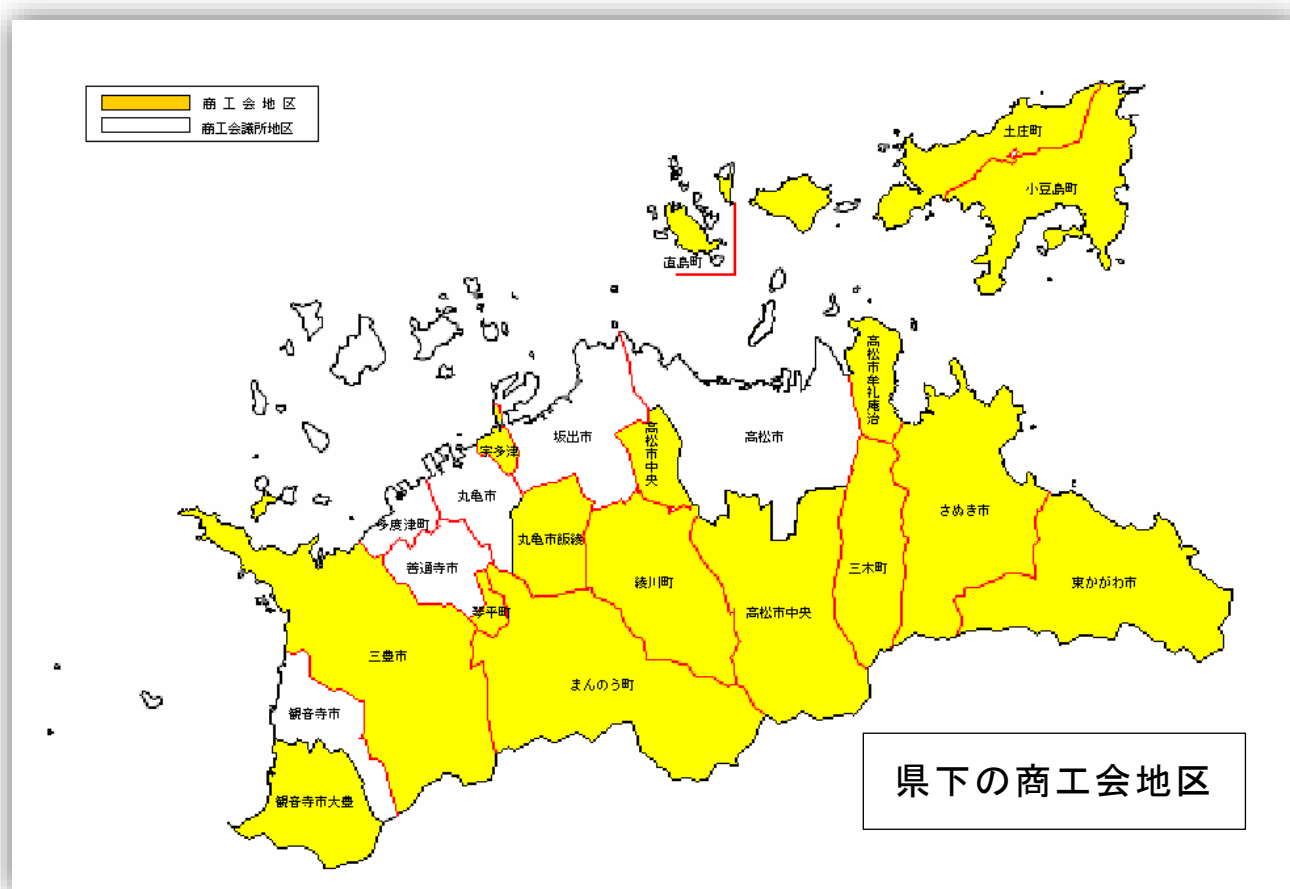 商工会地区
商工会議所地区
土庄町
小豆島町
直島町
高松市牟礼庵治
宇多津
坂出市
高松市中央
高松市
丸亀市
多度津町
善通寺市
丸亀市飯綾
さぬき市
綾川町
三木町
東かがわ市
琴平町
高松市中央
三豊市
まんのう町
観音寺市
観音寺市大豊
県下の商工会地区